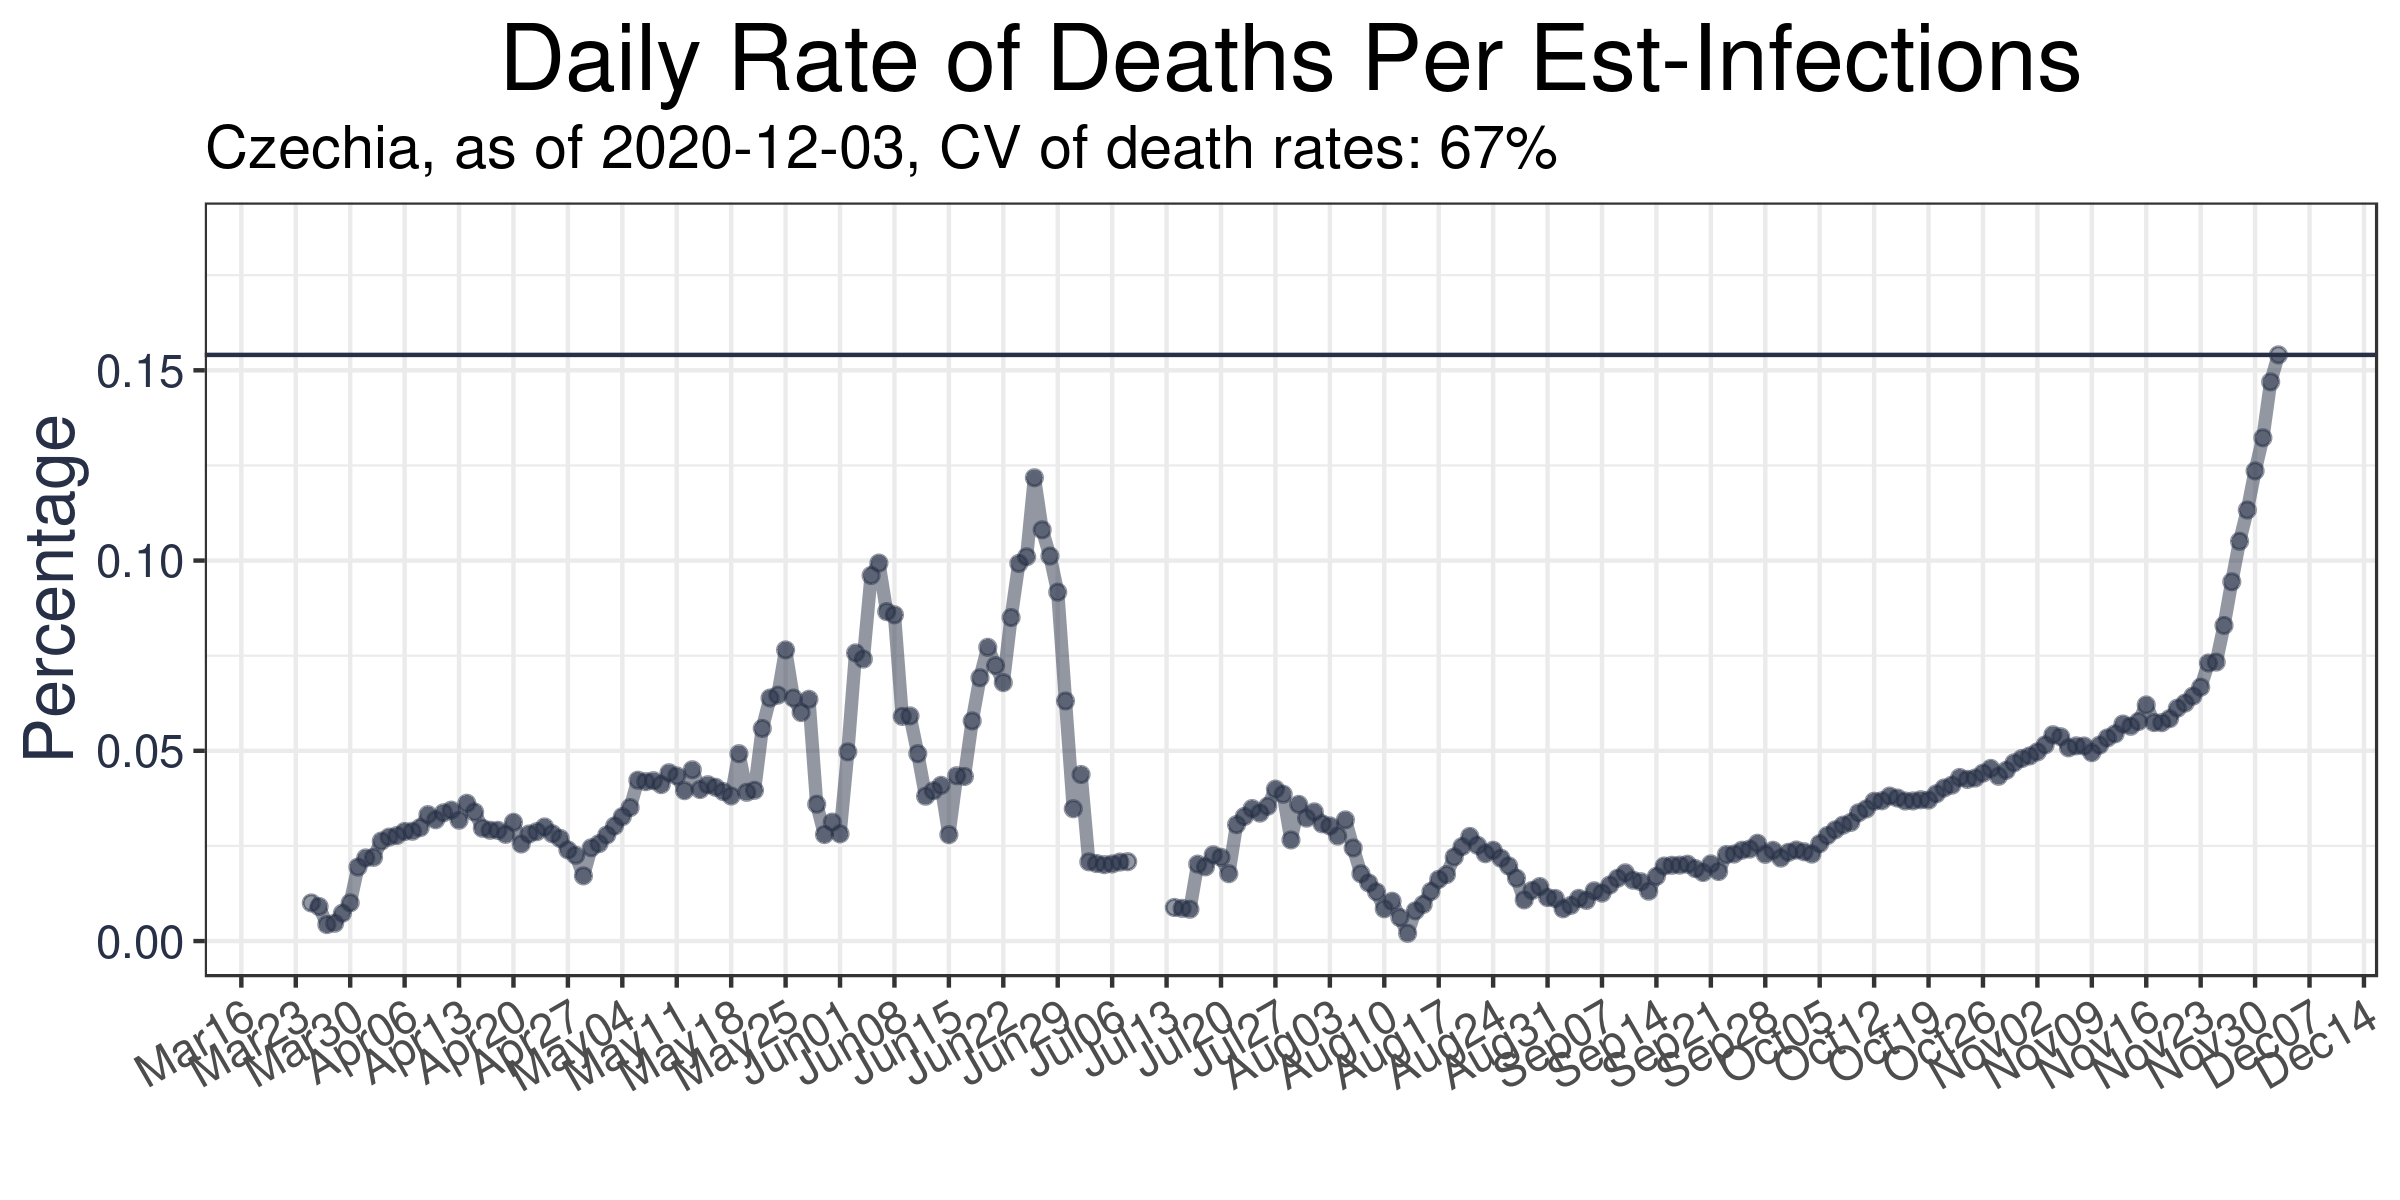 Daily Rate of Deaths Per Est-Infections
Czechia, as of 2020-12-03, CV of death rates: 67%
Percentage
0.15
0.10
0.05
0.00
Mar16
Mar23
Mar30
Apr06
Apr13
Apr20
Apr27
May04
May11
May18
May25
Jun01
Jun08
Jun15
Jun22
Jun29
Jul06
Jul13
Jul20
Jul27
Aug03
Aug10
Aug17
Aug24
Aug31
Sep07
Sep14
Sep21
Sep28
Oct05
Oct12
Oct19
Oct26
Nov02
Nov09
Nov16
Nov23
Nov30
Dec07
Dec14